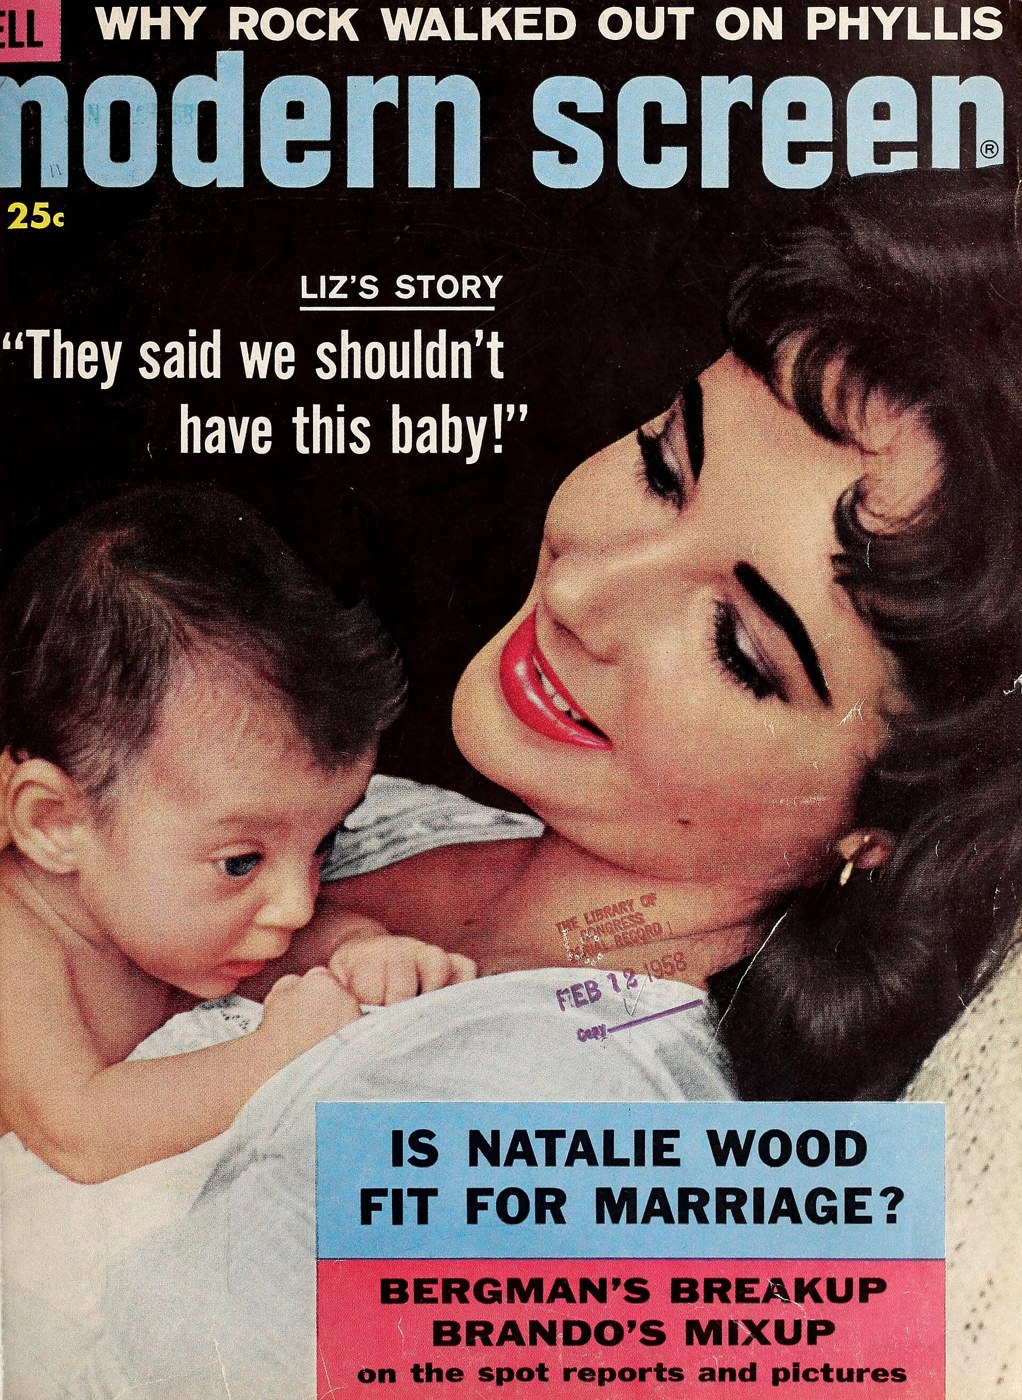 ELL
WHY ROCK WALKED OUT ON PHYLLIS
modern screen®
25c
LIZ'S STORY
“They said we shouldn't
have this baby!”
THE LIBRARY OF
CONGRESS
RECORD
FEB 12 1958
Copy
IS NATALIE WOOD
FIT FOR MARRIAGE?
BERGMAN'S BREAKUP
BRANDO'S MIXUP
on the spot reports and pictures